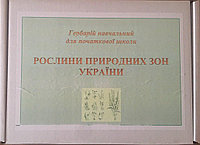 Гербарій навчальний
для початкової школи
РОСЛИНИ ПРИРОДНИХ ЗОН
УКРАЇНИ